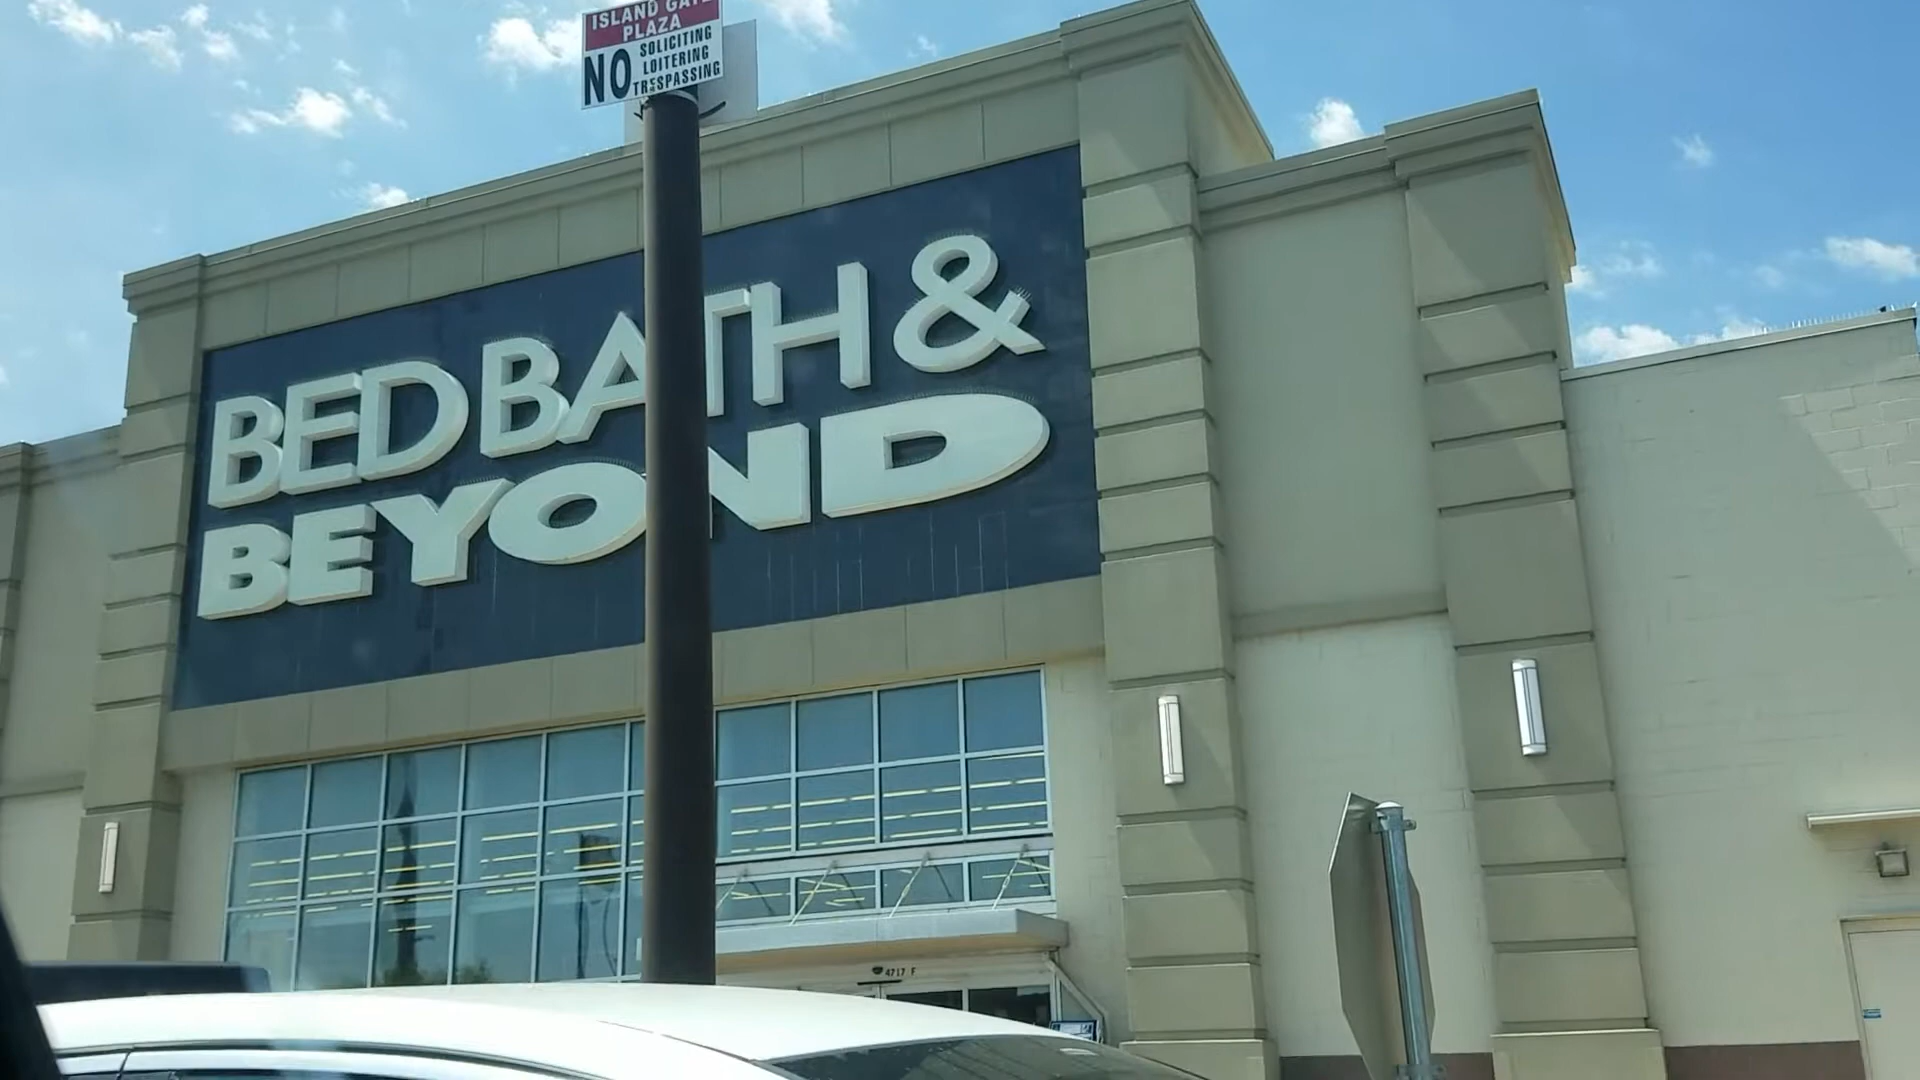 ISLAND GATE
PLAZA
NO SOLICITING
LOITERING
TRESPASSING
BED BATH &
BEYOND
4717 F